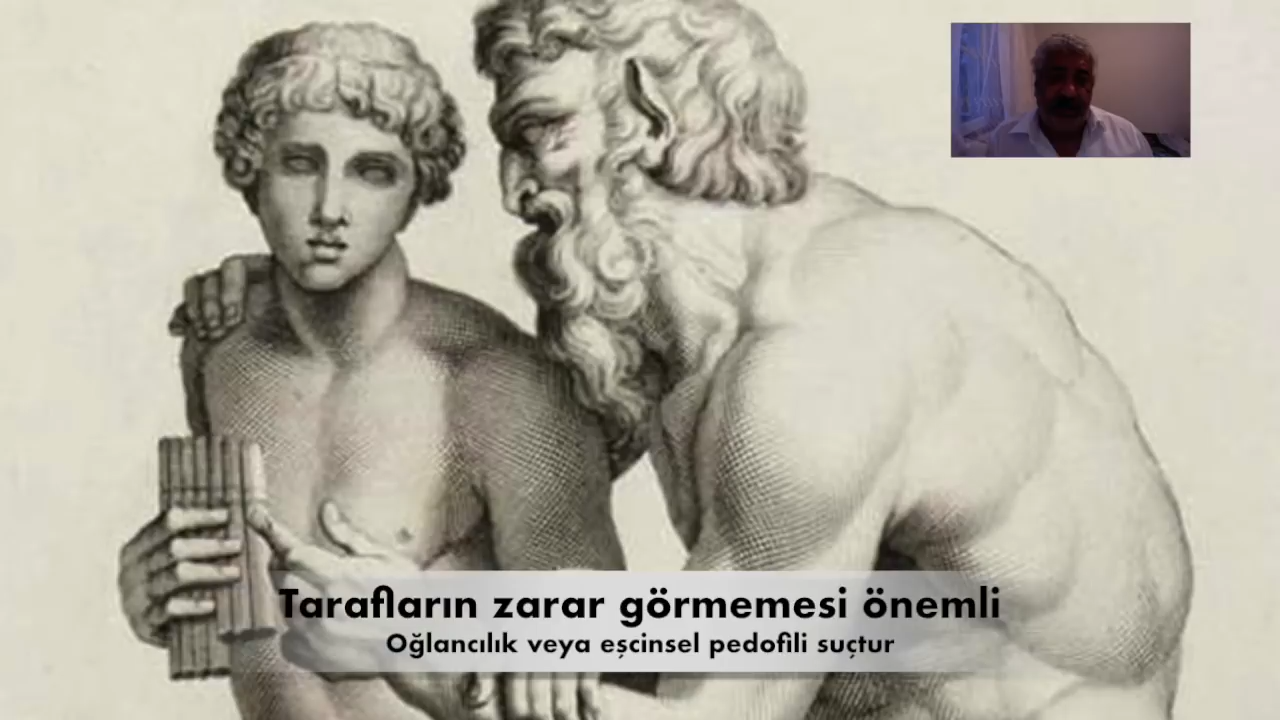 Tarafların zarar görmemesi önemli
Oğlancılık veya eşcinsel pedofili suçtur